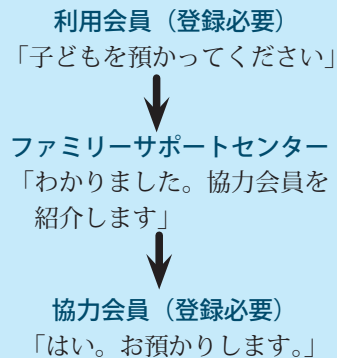 利用会員（登録必要）
「子どもを預かってください」
ファミリーサポートセンター
「わかりました。協力会員を
紹介します」
協力会員（登録必要）
「はい。お預かりします。」